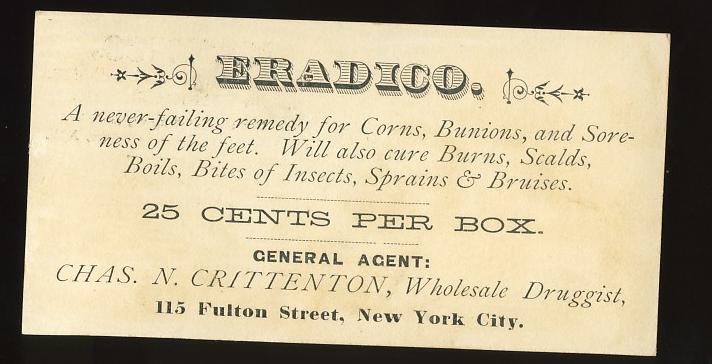 ERADICO.
A never-failing remedy for Corns, Bunions, and Sore-
ness of the feet. Will also cure Burns, Scalds,
Boils, Bites of Insects, Sprains & Bruises.
25 CENTS PER BOX.
GENERAL AGENT:
CHAS. N. CRITTENTON, Wholesale Druggist,
115 Fulton Street, New York City.